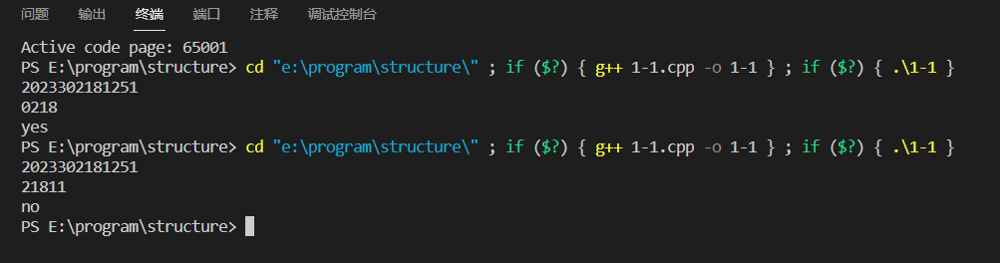 问题 输出 终端 端口 注释 调试控制台
Active code page: 65001
PS E:\program\structure> cd "e:\program\structure\" ; if ($?) { g++ 1-1.cpp -o 1-1 } ; if ($?) { .\1-1 }
2023302181251
0218
yes
PS E:\program\structure> cd "e:\program\structure\" ; if ($?) { g++ 1-1.cpp -o 1-1 } ; if ($?) { .\1-1 }
2023302181251
21811
no
PS E:\program\structure>